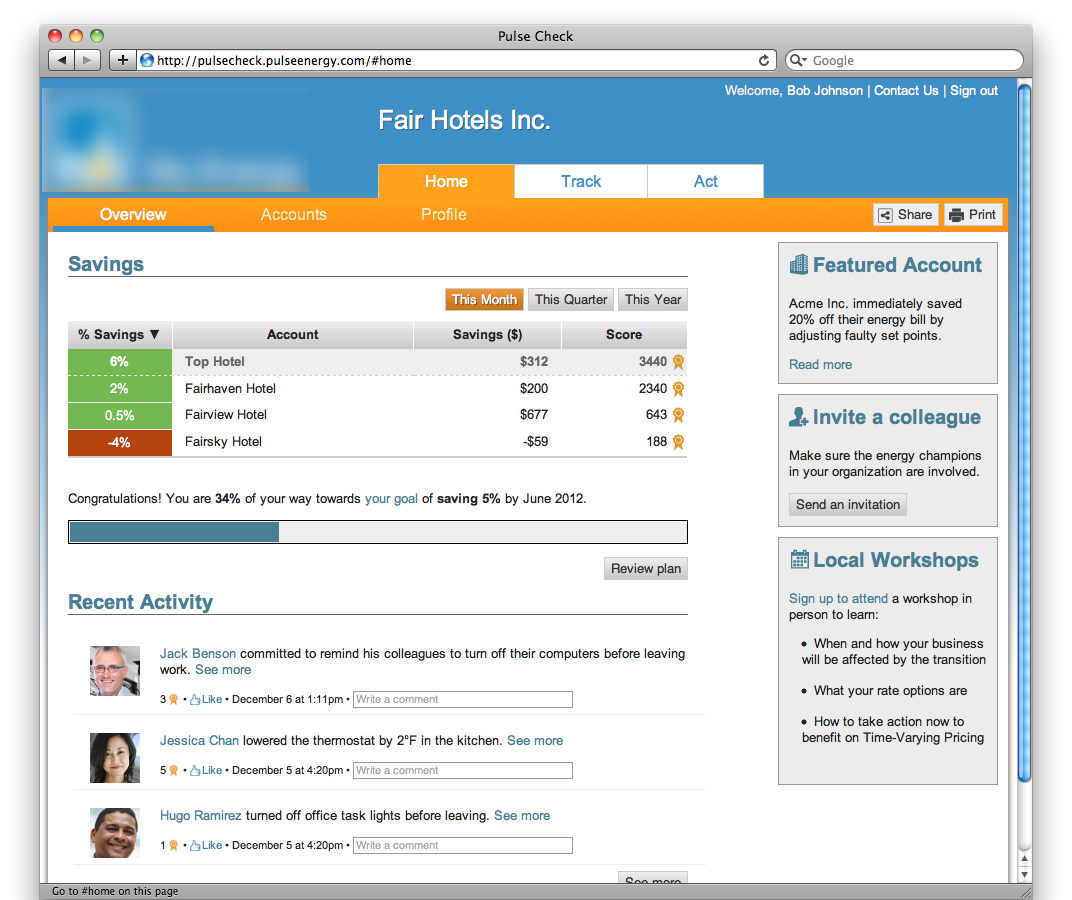 Pulse Check
http://pulsecheck.pulseenergy.com/#home
Google
Welcome, Bob Johnson | Contact Us | Sign out
Fair Hotels Inc.
Home Track Act
Overview Accounts Profile Share Print
Savings
This Month This Quarter This Year
% Savings ▼ Account Savings ($) Score
6% Top Hotel $312 3440
2% Fairhaven Hotel $200 2340
0.5% Fairview Hotel $677 643
-4% Fairsky Hotel -$59 188
Congratulations! You are 34% of your way towards your goal of saving 5% by June 2012.
Review plan
Recent Activity
Jack Benson committed to remind his colleagues to turn off their computers before leaving
work. See more
3 • Like • December 6 at 1:11pm • Write a comment
Jessica Chan lowered the thermostat by 2°F in the kitchen. See more
5 • Like • December 5 at 4:20pm • Write a comment
Hugo Ramirez turned off office task lights before leaving. See more
1 • Like • December 5 at 4:20pm • Write a comment
See more
Featured Account
Acme Inc. immediately saved
20% off their energy bill by
adjusting faulty set points.
Read more
Invite a colleague
Make sure the energy champions
in your organization are involved.
Send an invitation
Local Workshops
Sign up to attend a workshop in
person to learn:
• When and how your business
will be affected by the transition
• What your rate options are
• How to take action now to
benefit on Time-Varying Pricing
Go to #home on this page